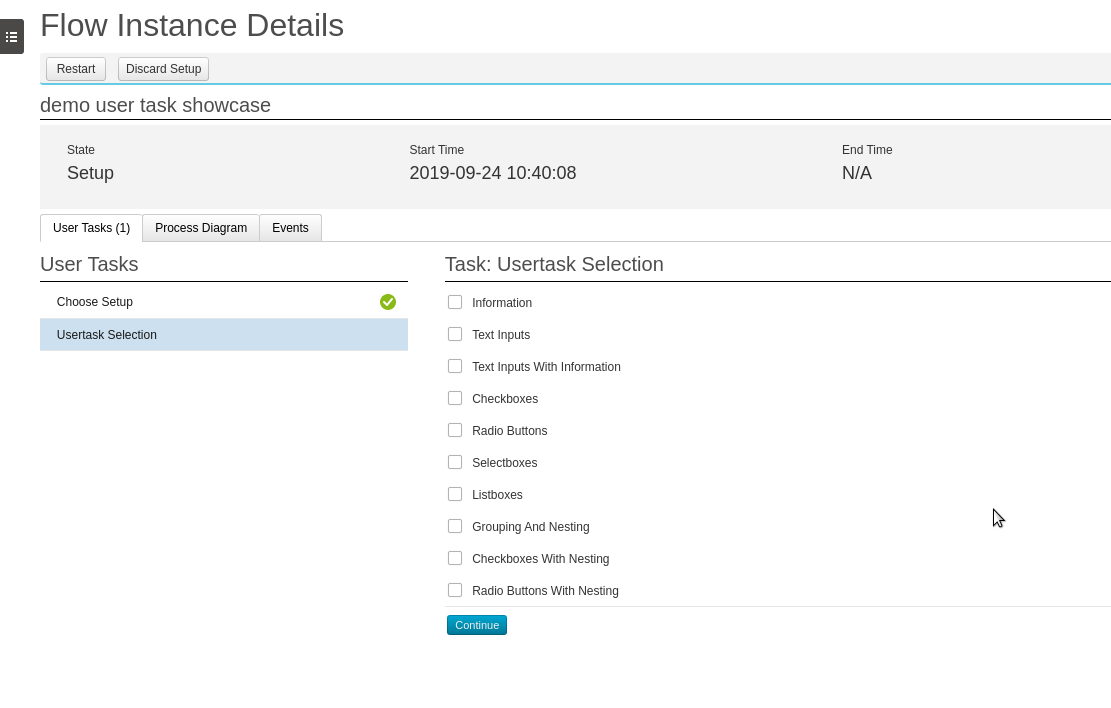 Flow Instance Details
Restart Discard Setup
demo user task showcase
State Start Time End Time
Setup 2019-09-24 10:40:08 N/A
User Tasks (1) Process Diagram Events
User Tasks
Choose Setup
Usertask Selection
Task: Usertask Selection
Information
Text Inputs
Text Inputs With Information
Checkboxes
Radio Buttons
Selectboxes
Listboxes
Grouping And Nesting
Checkboxes With Nesting
Radio Buttons With Nesting
Continue